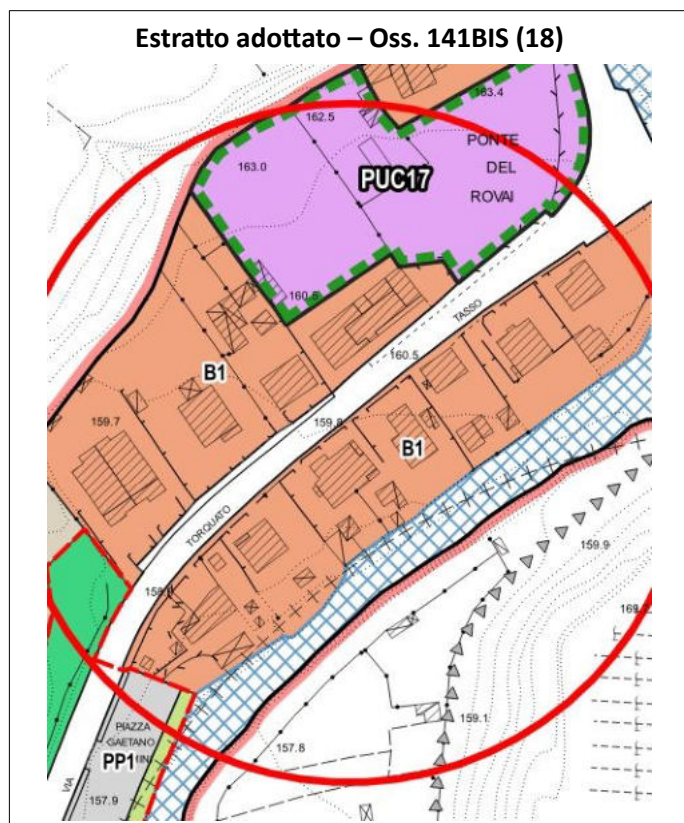 Estratto adottato – Oss. 141BIS (18)
163.4
162.5
PONTE
163.0
DEL
PUC17
ROVAI
160.5
TASSO
160.5
B1
159.7
159.8
B1
TORQUATO
159.9
PIAZZA
GAETANO
159.1
PP1
157.8
VIA
157.9